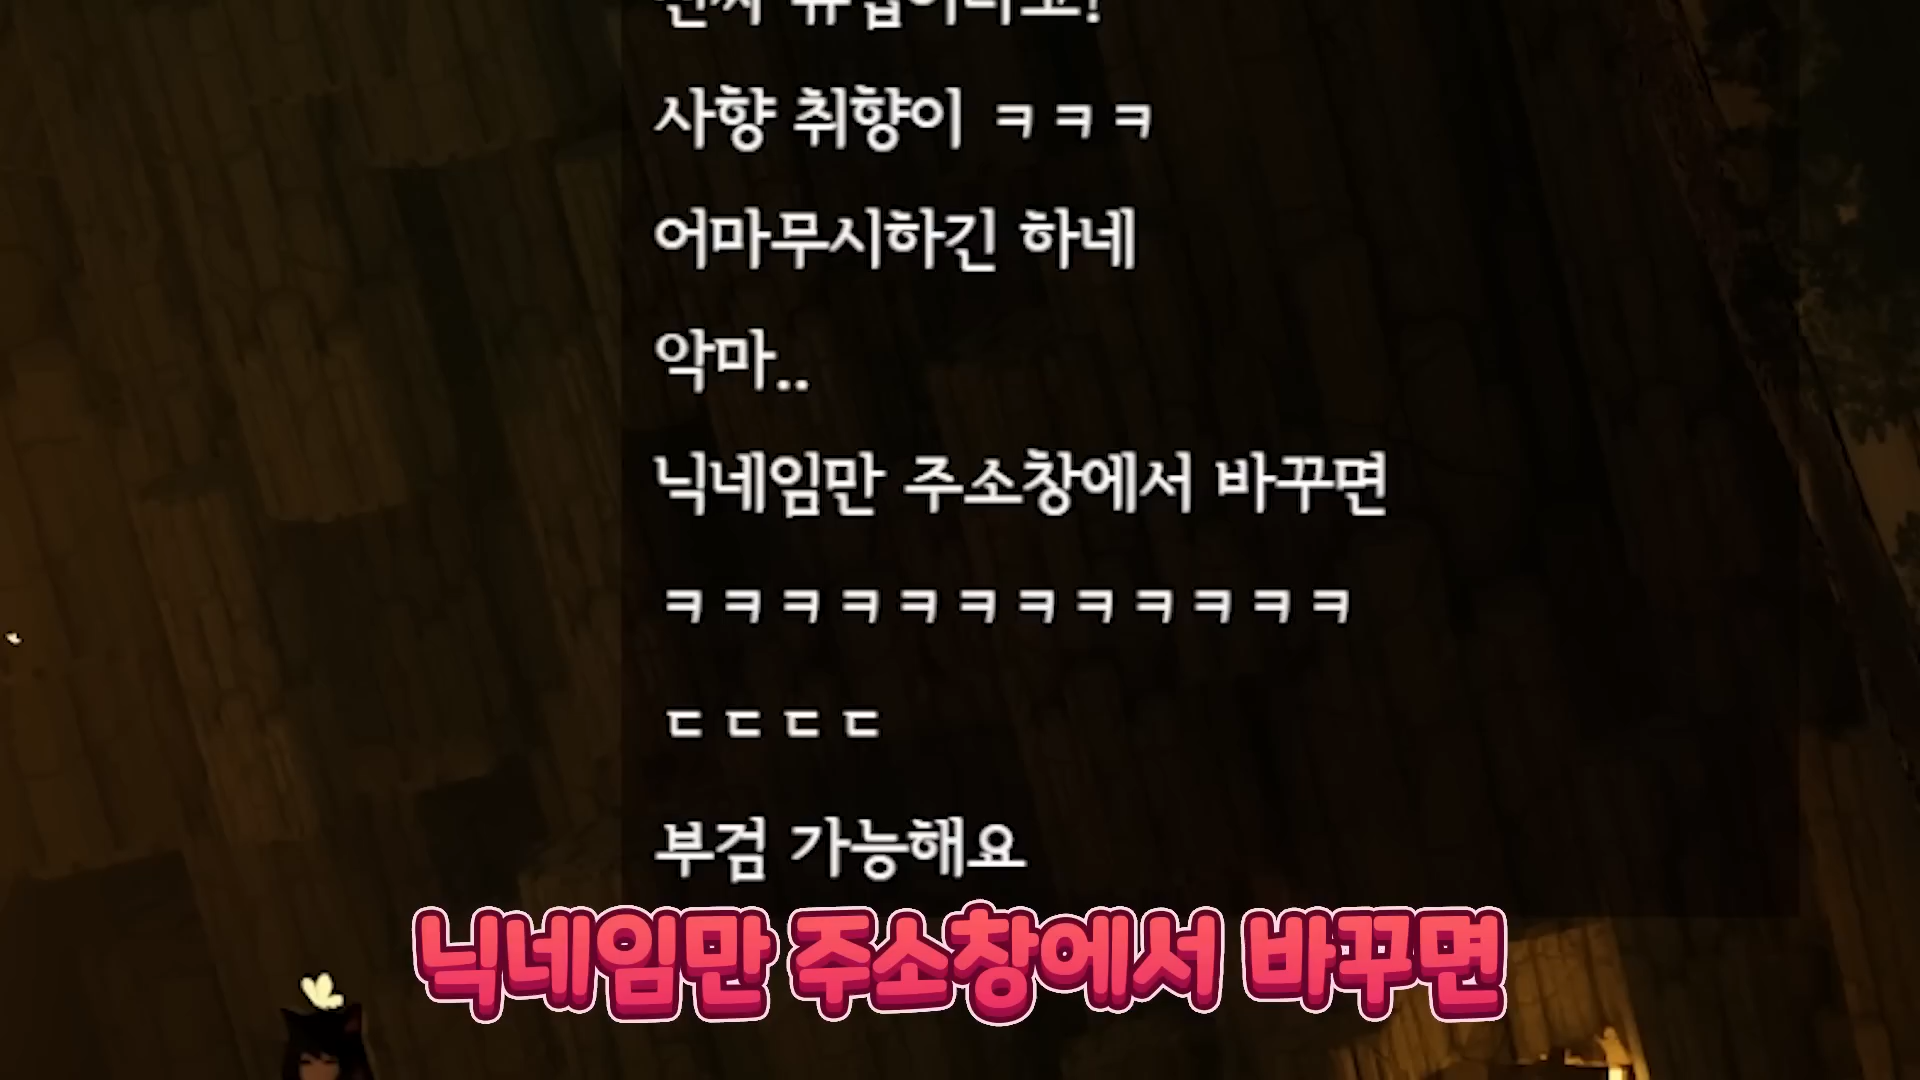 사향 취향이 ㅋㅋㅋ
어마무시하긴 하네
악마..
닉네임만 주소창에서 바꾸면
ㅋㅋㅋㅋㅋㅋㅋㅋㅋㅋㅋㅋ
ㄷㄷㄷㄷ
부검 가능해요
닉네임만 주소창에서 바꾸면